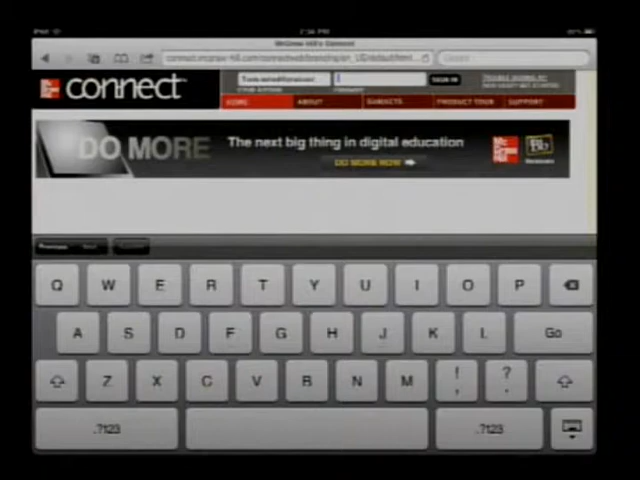 McGraw-Hill's Connect
connect
SIGN IN
HOME
ABOUT
SUBJECTS
PRODUCT TOUR
SUPPORT
DO MORE
The next big thing in digital education
DO MORE NOW
Bb
Previous
Q W E R T Y U I O P
A S D F G H J K L Go
Z X C V B N M ! , ? .
.?123 .?123